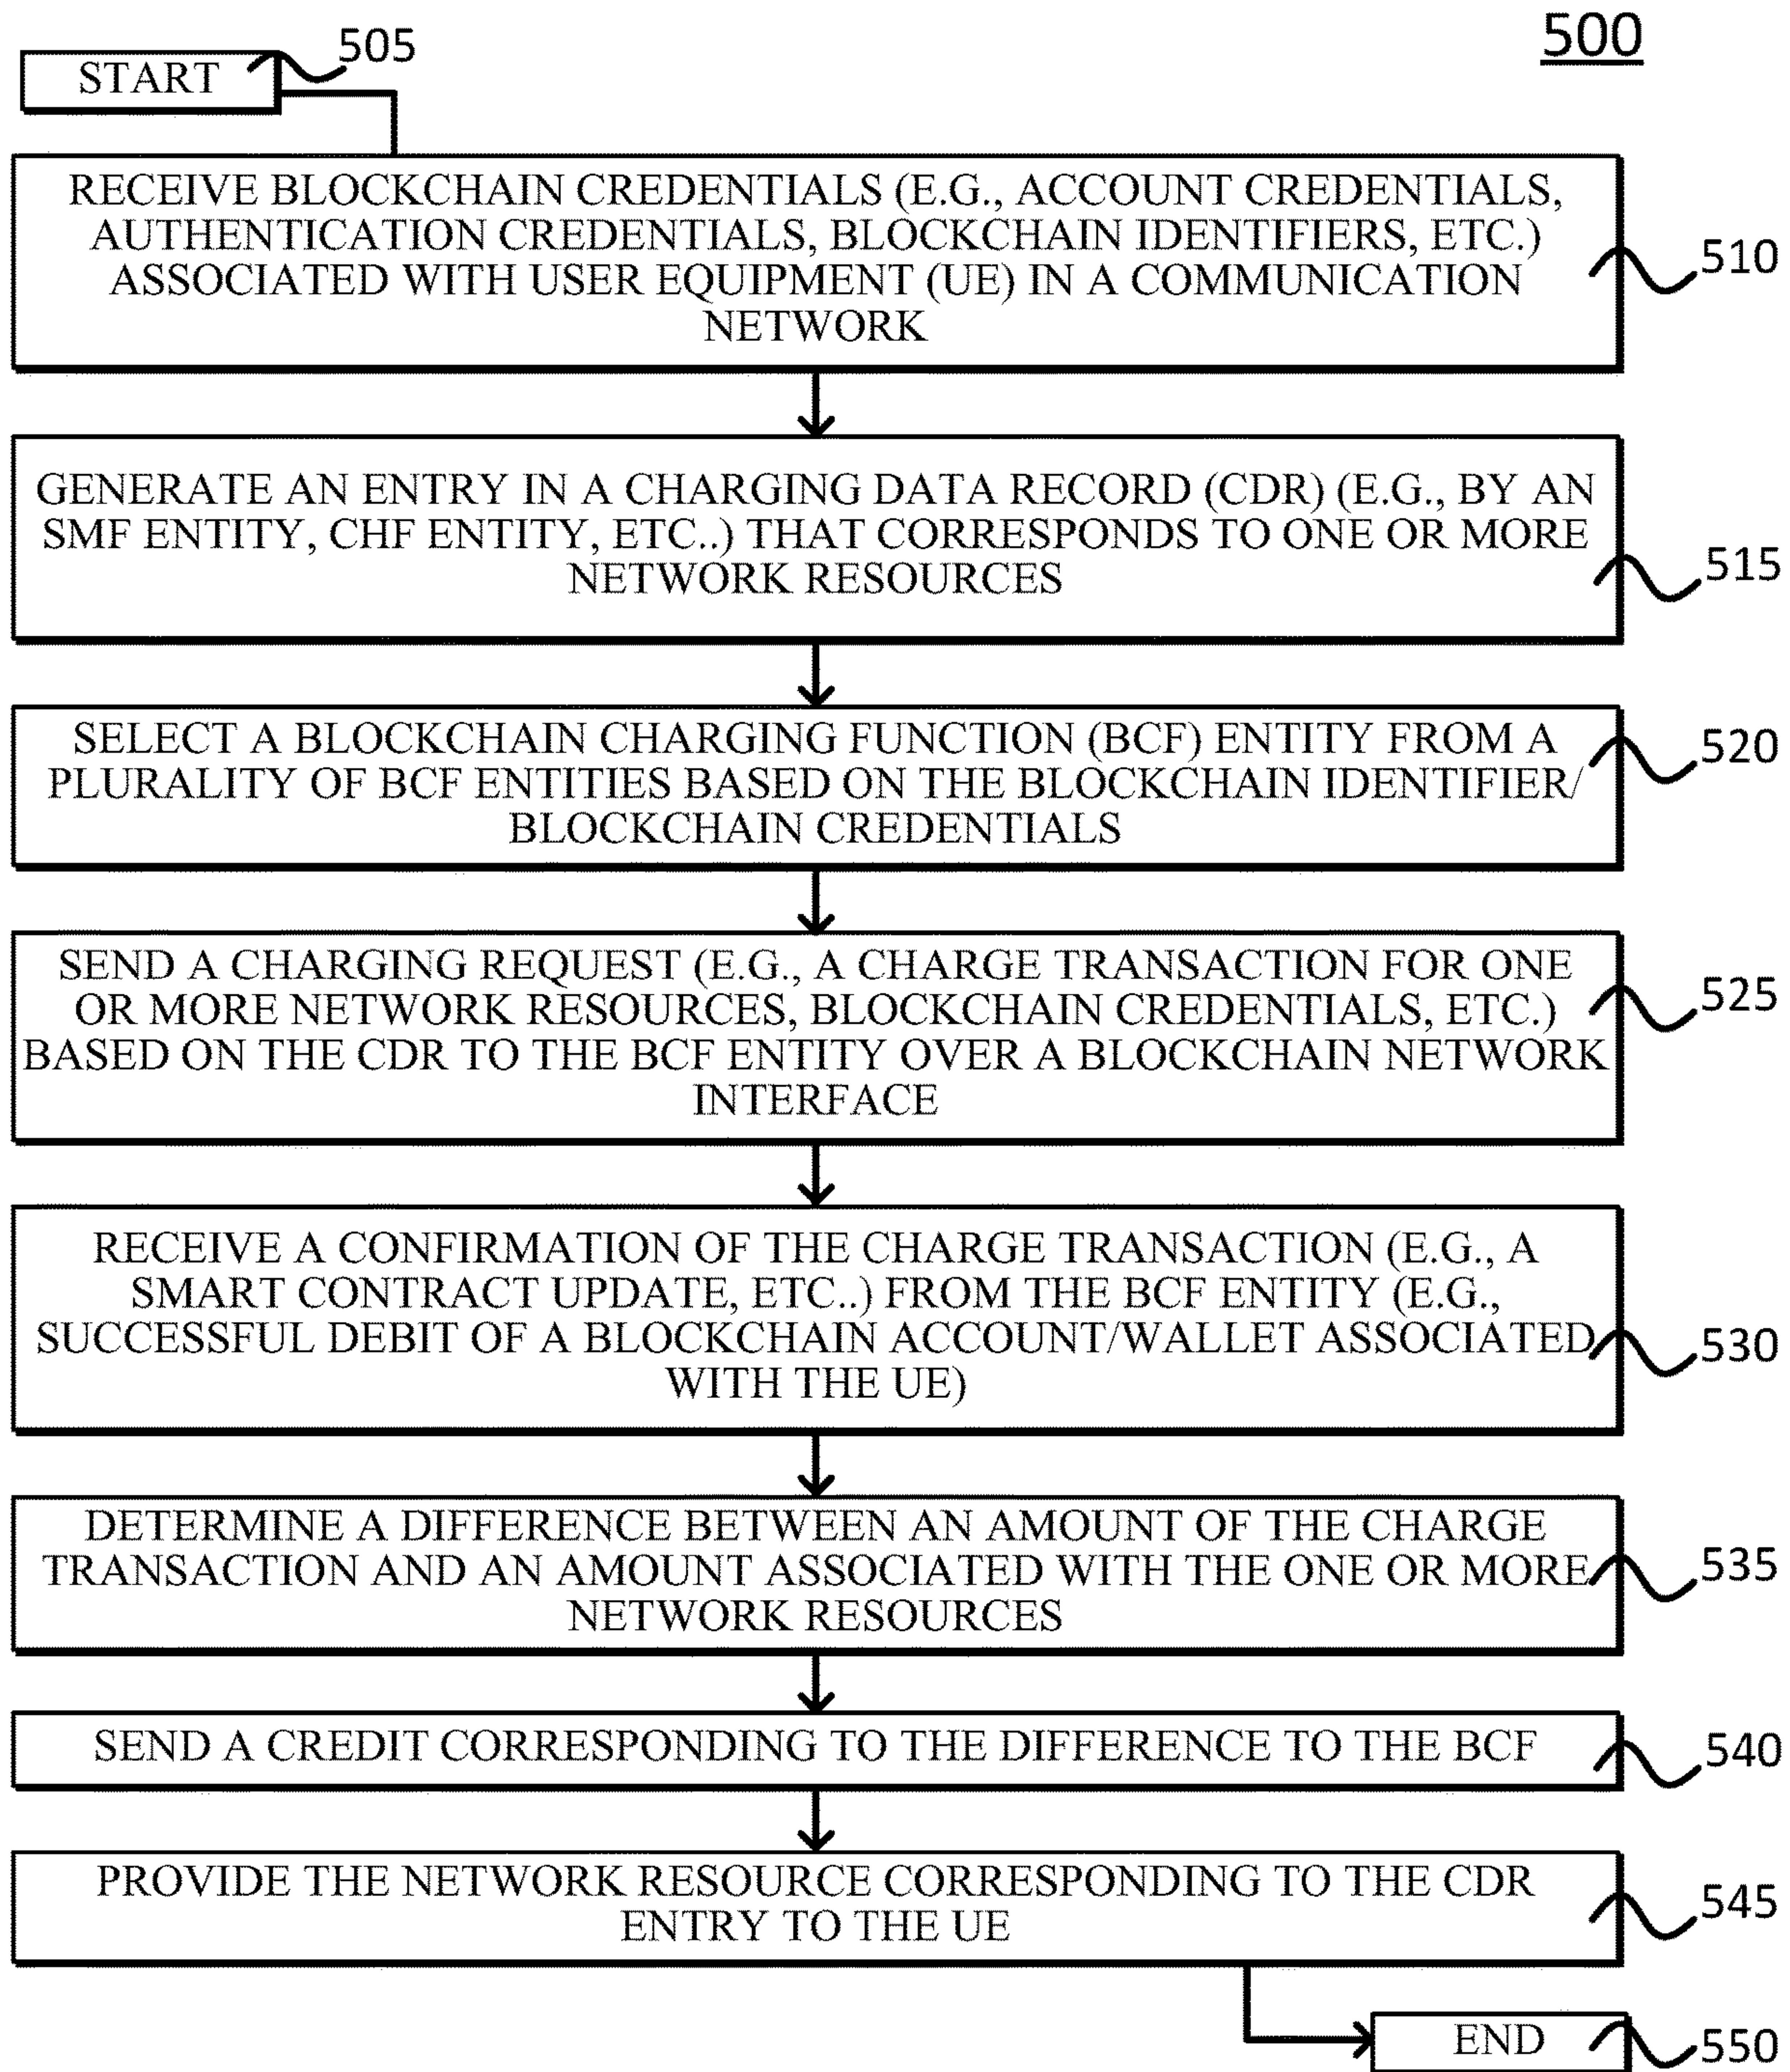 500
START
505
RECEIVE BLOCKCHAIN CREDENTIALS (E.G., ACCOUNT CREDENTIALS,
AUTHENTICATION CREDENTIALS, BLOCKCHAIN IDENTIFIERS, ETC.)
ASSOCIATED WITH USER EQUIPMENT (UE) IN A COMMUNICATION
NETWORK
510
GENERATE AN ENTRY IN A CHARGING DATA RECORD (CDR) (E.G., BY AN
SMF ENTITY, CHF ENTITY, ETC..) THAT CORRESPONDS TO ONE OR MORE
NETWORK RESOURCES
515
SELECT A BLOCKCHAIN CHARGING FUNCTION (BCF) ENTITY FROM A
PLURALITY OF BCF ENTITIES BASED ON THE BLOCKCHAIN IDENTIFIER/
BLOCKCHAIN CREDENTIALS
520
SEND A CHARGING REQUEST (E.G., A CHARGE TRANSACTION FOR ONE
OR MORE NETWORK RESOURCES, BLOCKCHAIN CREDENTIALS, ETC.)
BASED ON THE CDR TO THE BCF ENTITY OVER A BLOCKCHAIN NETWORK
INTERFACE
525
RECEIVE A CONFIRMATION OF THE CHARGE TRANSACTION (E.G., A
SMART CONTRACT UPDATE, ETC..) FROM THE BCF ENTITY (E.G.,
SUCCESSFUL DEBIT OF A BLOCKCHAIN ACCOUNT/WALLET ASSOCIATED
WITH THE UE)
530
DETERMINE A DIFFERENCE BETWEEN AN AMOUNT OF THE CHARGE
TRANSACTION AND AN AMOUNT ASSOCIATED WITH THE ONE OR MORE
NETWORK RESOURCES
535
SEND A CREDIT CORRESPONDING TO THE DIFFERENCE TO THE BCF
540
PROVIDE THE NETWORK RESOURCE CORRESPONDING TO THE CDR
ENTRY TO THE UE
545
END
550